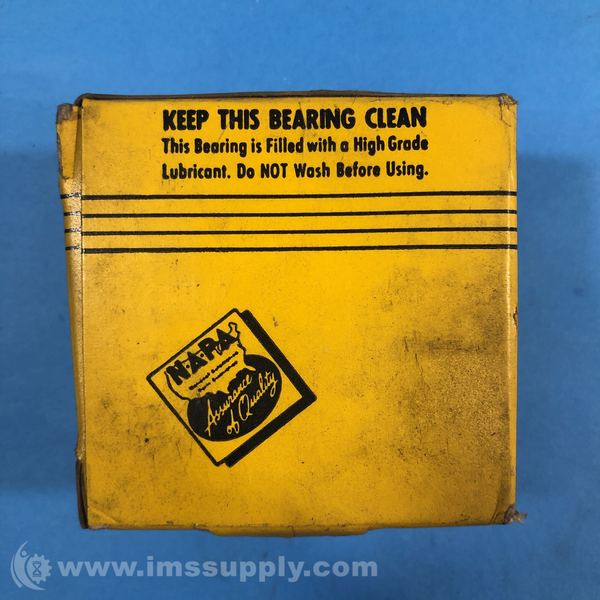 KEEP THIS BEARING CLEAN
This Bearing is Filled with a High Grade
Lubricant. Do NOT Wash Before Using.
N·A·P·A
Assurance
of Quality
www.imssupply.com